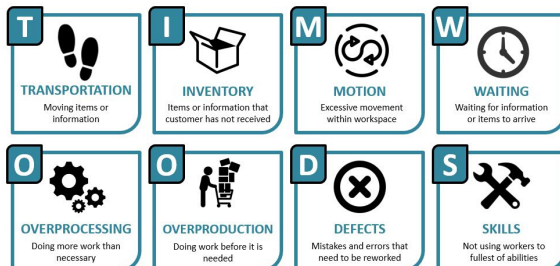 T
TRANSPORTATION
Moving items or
information
I
INVENTORY
Items or information that
customer has not received
M
MOTION
Excessive movement
within workspace
W
WAITING
Waiting for information
or items to arrive
O
OVERPROCESSING
Doing more work than
necessary
O
OVERPRODUCTION
Doing work before it is
needed
D
DEFECTS
Mistakes and errors that
need to be reworked
S
SKILLS
Not using workers to
fullest of abilities